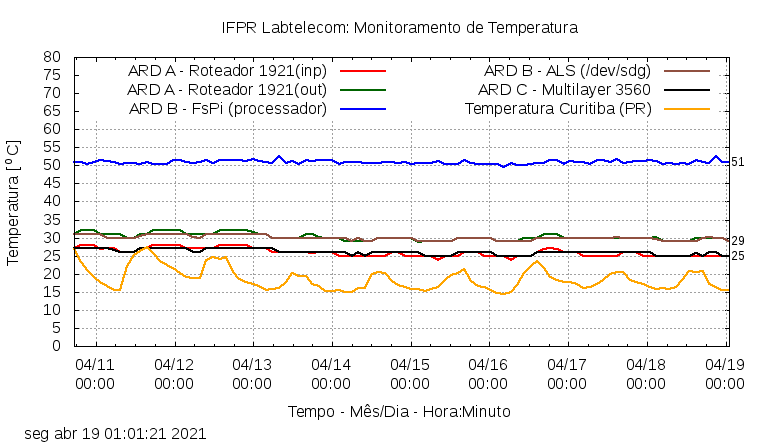 IFPR Labtelecom: Monitoramento de Temperatura
ARD A - Roteador 1921(inp)
ARD A - Roteador 1921(out)
ARD B - FsPi (processador)
ARD B - ALS (/dev/sdg)
ARD C - Multilayer 3560
Temperatura Curitiba (PR)
Temperatura [ºC]
80
75
70
65
60
55
50
45
40
35
30
25
20
15
10
5
0
51
29
25
04/11 04/12 04/13 04/14 04/15 04/16 04/17 04/18 04/19
00:00 00:00 00:00 00:00 00:00 00:00 00:00 00:00 00:00
Tempo - Mês/Dia - Hora:Minuto
seg abr 19 01:01:21 2021